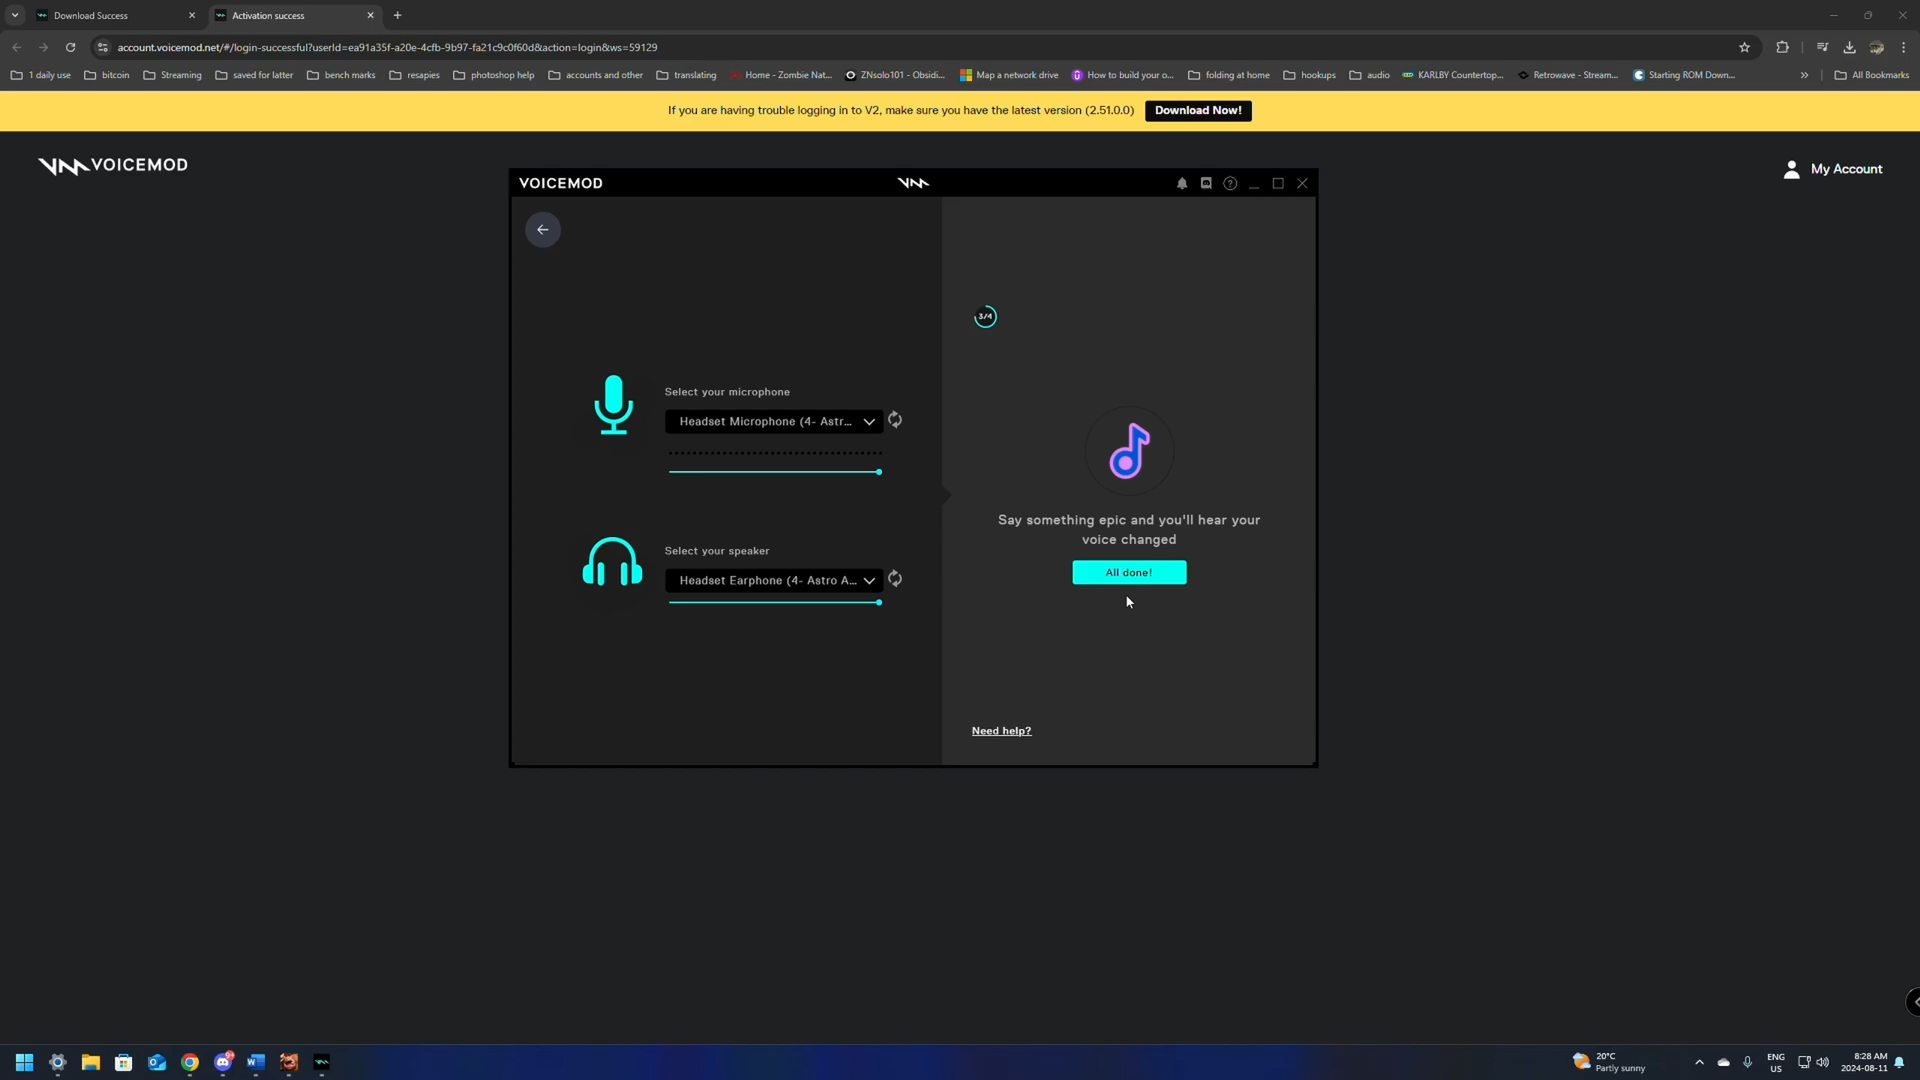 Download Success
Activation success
account.voicemod.net/#/login-successful?userId=ea91a35f-a20e-4cfb-9b97-fa21c9c0f60d&action=login&ws=59129
1 daily use
bitcoin
Streaming
saved for latter
bench marks
resapies
photoshop help
accounts and other
translating
Home - Zombie Nat...
ZNsolo101 - Obsidi...
Map a network drive
How to build your o...
folding at home
hookups
audio
KARLBY Countertop...
Retrowave - Stream...
Starting ROM Down...
All Bookmarks
If you are having trouble logging in to V2, make sure you have the latest version (2.51.0.0)
Download Now!
VOICEMOD
My Account
VOICEMOD
3/4
Select your microphone
Headset Microphone (4- Astr...
Select your speaker
Headset Earphone (4- Astro A...
Say something epic and you'll hear your
voice changed
All done!
Need help?
20°C
Partly sunny
ENG
US
8:28 AM
2024-08-11